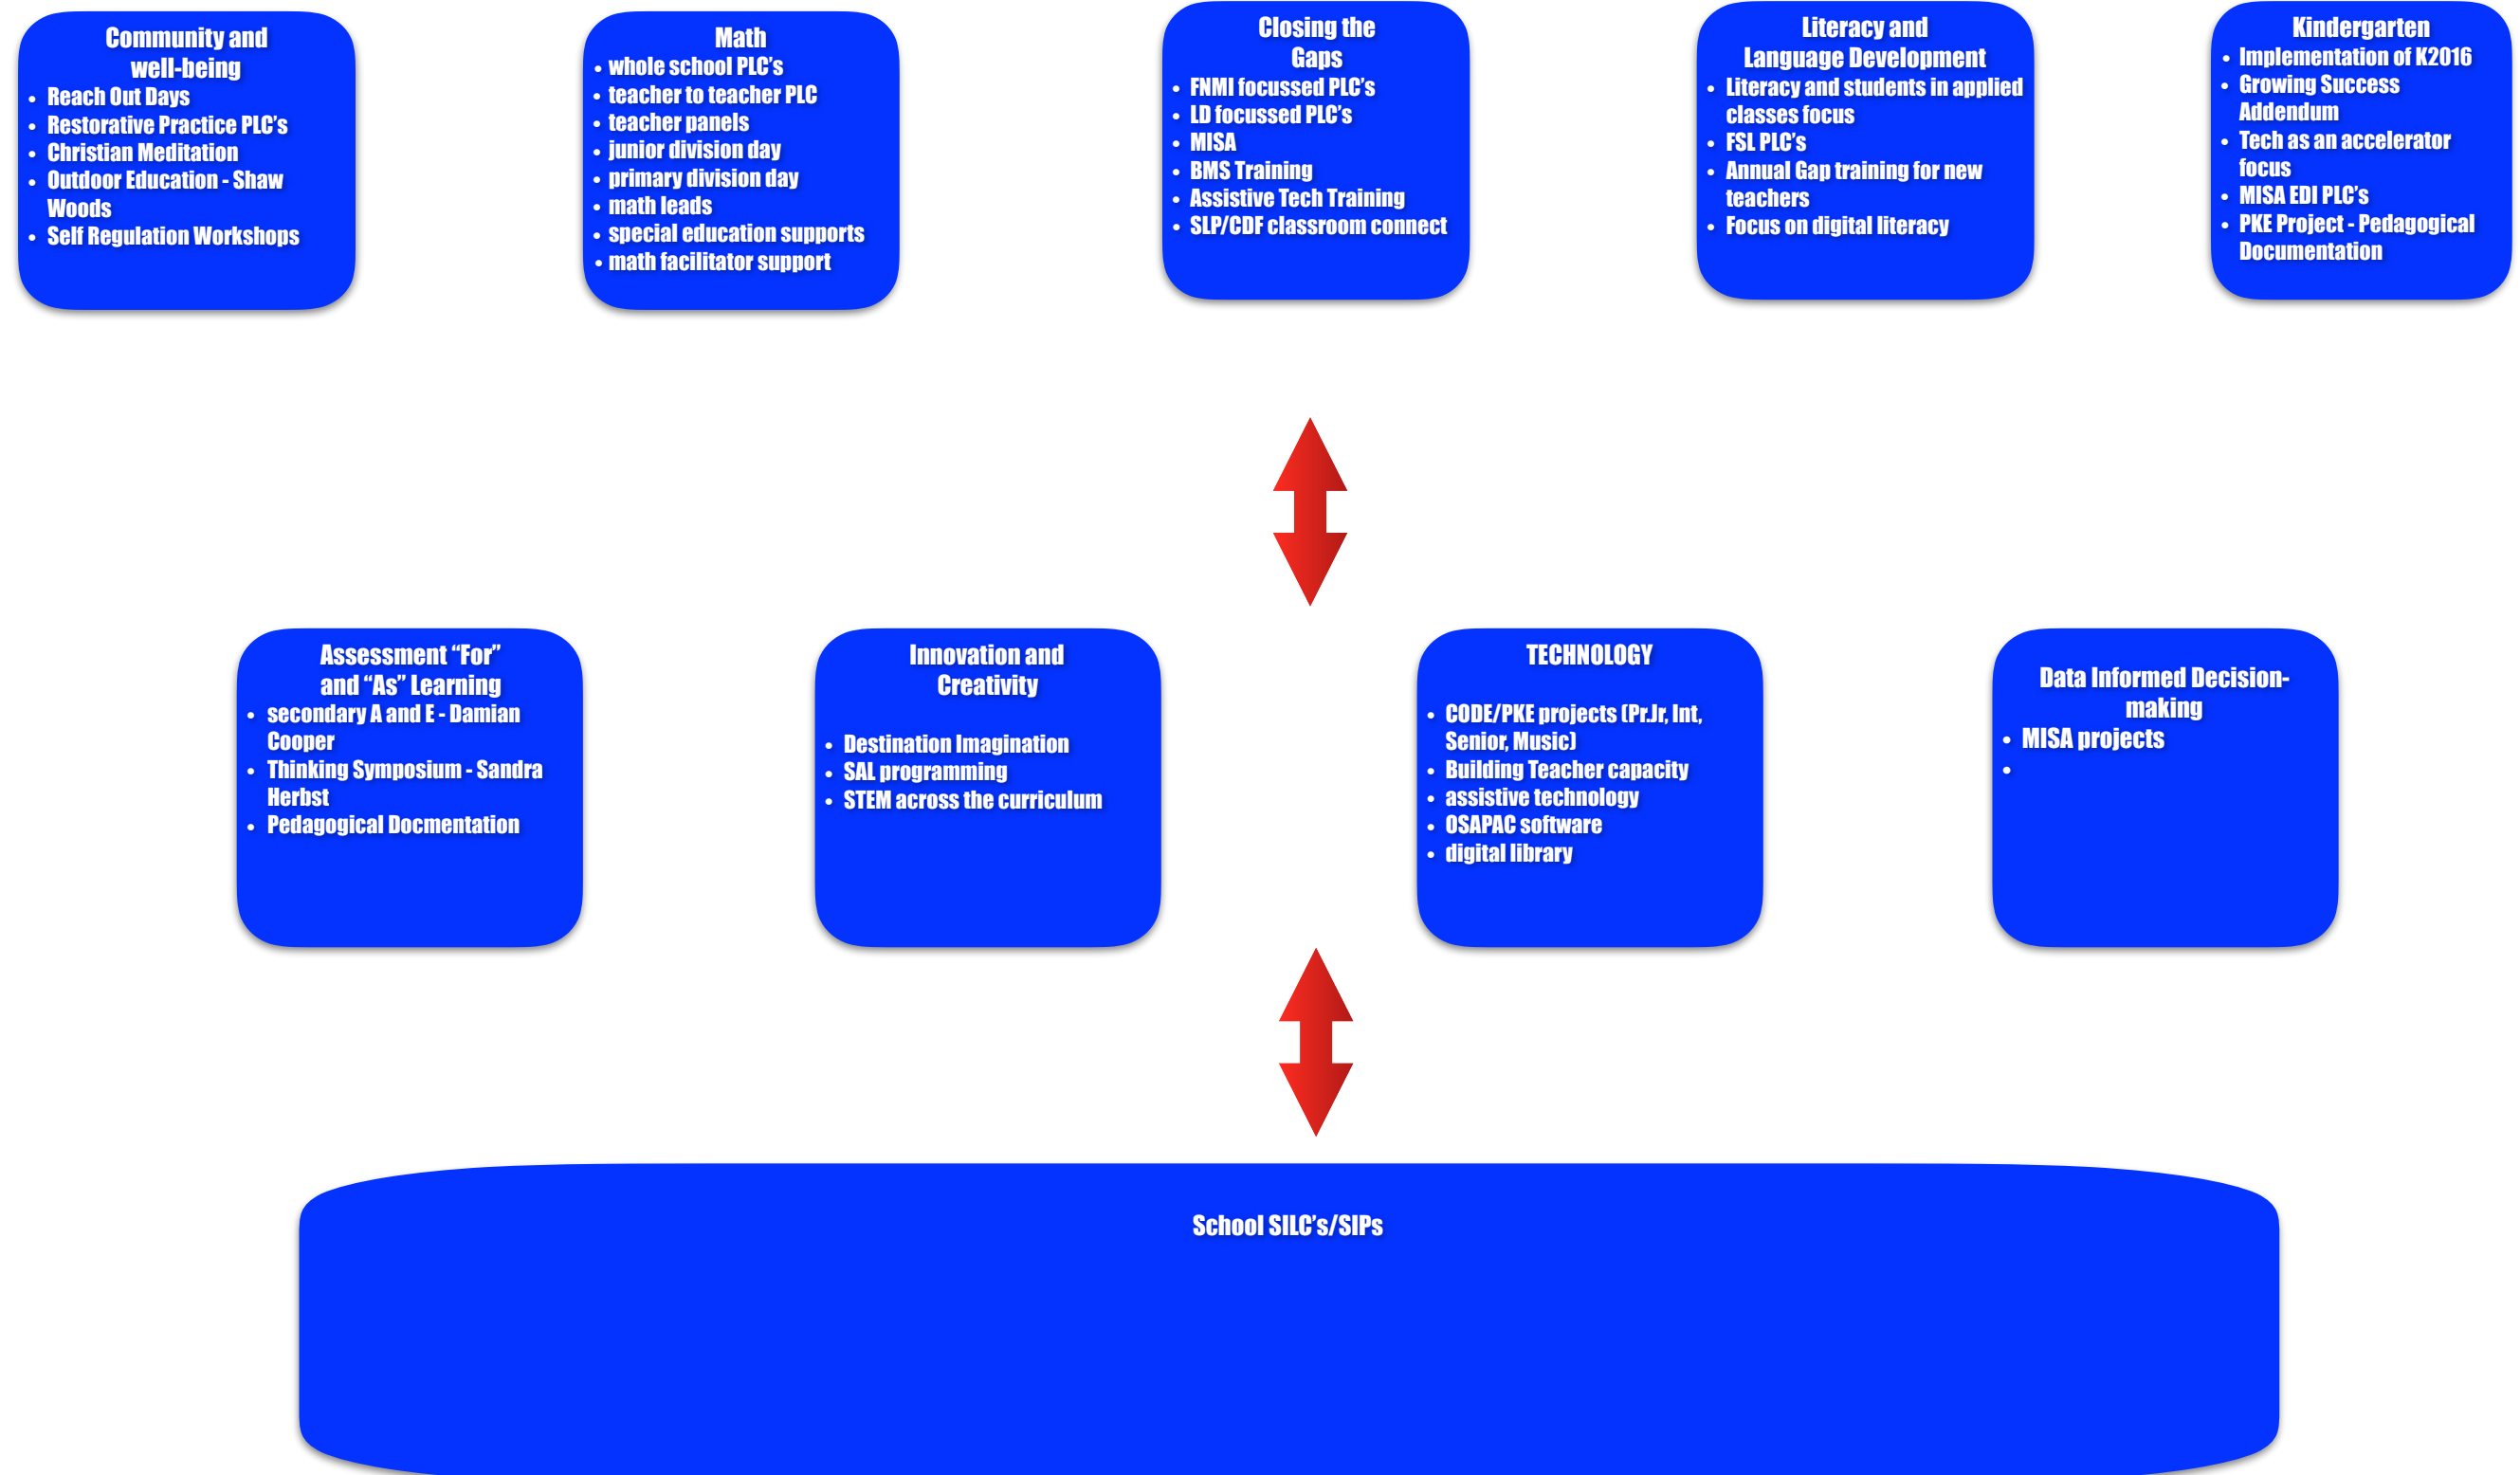 Community and
well-being
• Reach Out Days
• Restorative Practice PLC's
• Christian Meditation
• Outdoor Education - Shaw
Woods
• Self Regulation Workshops
Math
• whole school PLC's
• teacher to teacher PLC
• teacher panels
• junior division day
• primary division day
• math leads
• special education supports
• math facilitator support
Closing the
Gaps
• FNMI focussed PLC's
• LD focussed PLC's
• MISA
• BMS Training
• Assistive Tech Training
• SLP/CDF classroom connect
Literacy and
Language Development
• Literacy and students in applied
classes focus
• FSL PLC's
• Annual Gap training for new
teachers
• Focus on digital literacy
Kindergarten
• Implementation of K2016
• Growing Success
Addendum
• Tech as an accelerator
focus
• MISA EDI PLC's
• PKE Project - Pedagogical
Documentation
Assessment “For”
and “As” Learning
• secondary A and E - Damian
Cooper
• Thinking Symposium - Sandra
Herbst
• Pedagogical Docmentation
Innovation and
Creativity
• Destination Imagination
• SAL programming
• STEM across the curriculum
TECHNOLOGY
• CODE/PKE projects (Pr.Jr, Int,
Senior, Music)
• Building Teacher capacity
• assistive technology
• OSAPAC software
• digital library
Data Informed Decision-
making
• MISA projects
•
School SILC's/SIPs